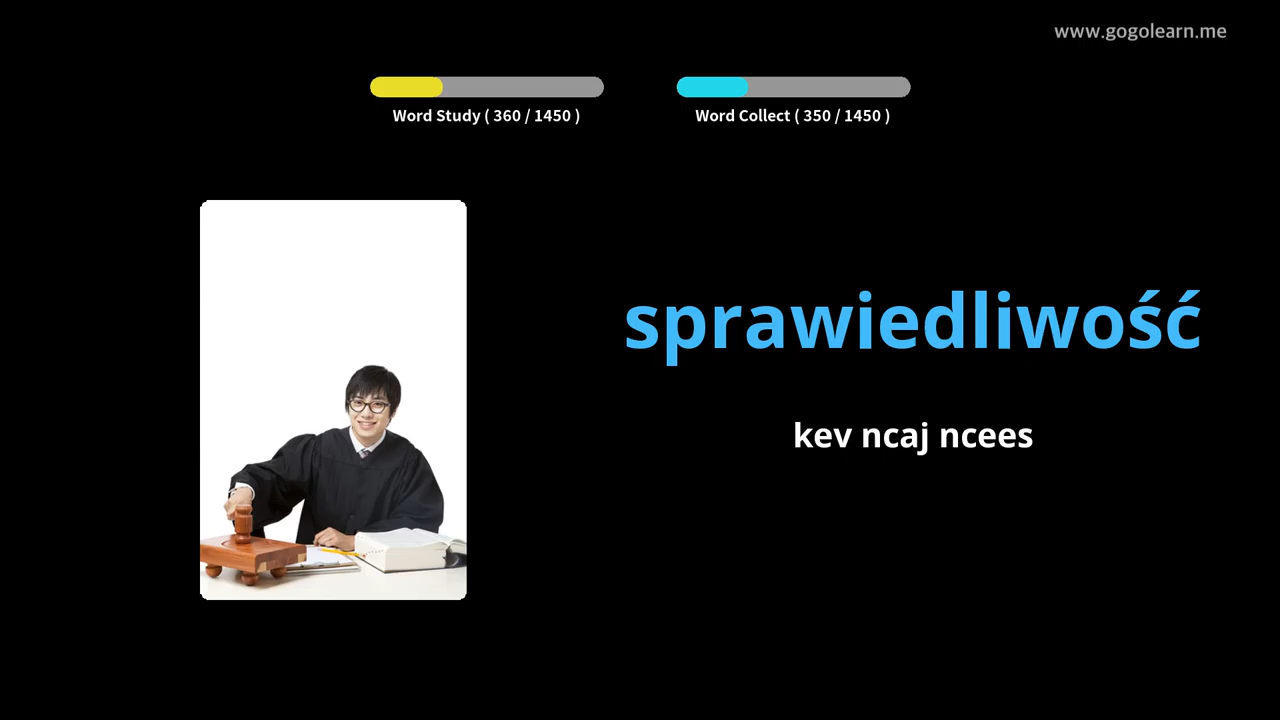 www.gogolearn.me
Word Study ( 360 / 1450 )
Word Collect ( 350 / 1450 )
sprawiedliwość
kev ncaj ncees